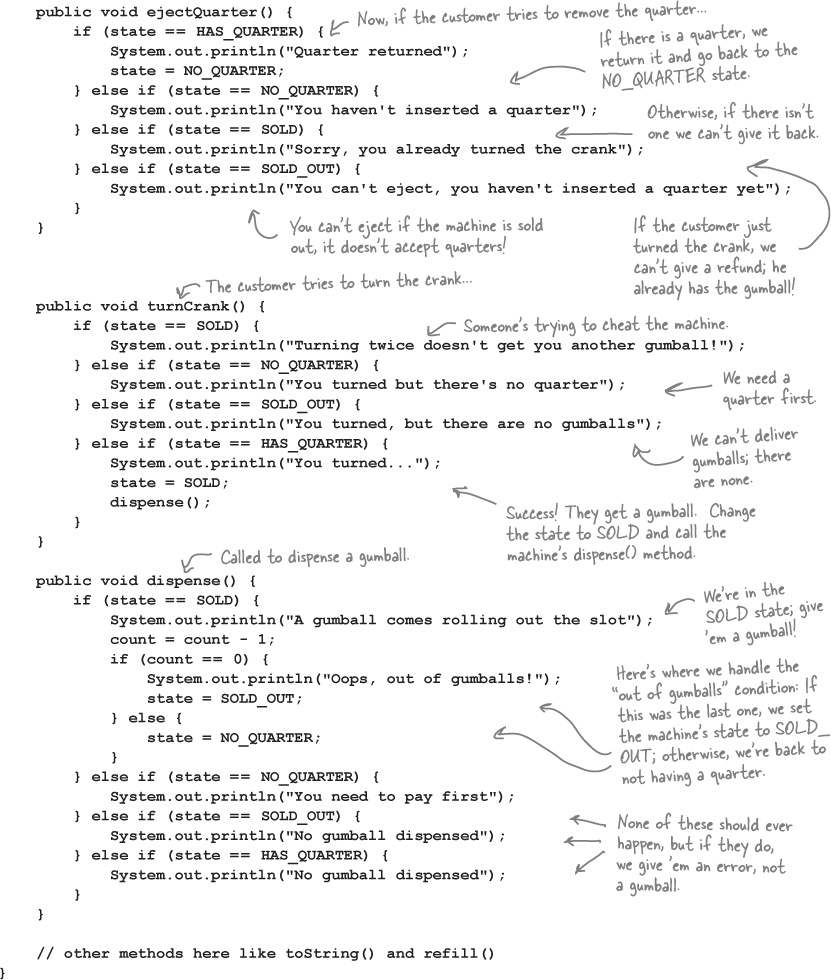 public void ejectQuarter() {
Now, if the customer tries to remove the quarter...
if (state == HAS_QUARTER) {
System.out.println("Quarter returned");
state = NO_QUARTER;
If there is a quarter, we
return it and go back to the
NO_QUARTER state.
} else if (state == NO_QUARTER) {
System.out.println("You haven't inserted a quarter");
Otherwise, if there isn't
one we can't give it back.
} else if (state == SOLD) {
System.out.println("Sorry, you already turned the crank");
} else if (state == SOLD_OUT) {
System.out.println("You can't eject, you haven't inserted a quarter yet");
}
}
You can't eject if the machine is sold
out, it doesn't accept quarters!
If the customer just
turned the crank, we
can't give a refund; he
already has the gumball!
The customer tries to turn the crank...
public void turnCrank() {
if (state == SOLD) {
Someone's trying to cheat the machine.
System.out.println("Turning twice doesn't get you another gumball!");
} else if (state == NO_QUARTER) {
System.out.println("You turned but there's no quarter");
We need a
quarter first.
} else if (state == SOLD_OUT) {
System.out.println("You turned, but there are no gumballs");
We can't deliver
gumballs; there
are none.
} else if (state == HAS_QUARTER) {
System.out.println("You turned...");
state = SOLD;
dispense();
Success! They get a gumball. Change
the state to SOLD and call the
machine's dispense() method.
}
}
Called to dispense a gumball.
public void dispense() {
if (state == SOLD) {
System.out.println("A gumball comes rolling out the slot");
We're in the
SOLD state; give
'em a gumball!
count = count - 1;
if (count == 0) {
System.out.println("Oops, out of gumballs!");
state = SOLD_OUT;
} else {
state = NO_QUARTER;
}
Here's where we handle the
"out of gumballs" condition: If
this was the last one, we set
the machine's state to SOLD_
OUT; otherwise, we're back to
not having a quarter.
} else if (state == NO_QUARTER) {
System.out.println("You need to pay first");
} else if (state == SOLD_OUT) {
System.out.println("No gumball dispensed");
} else if (state == HAS_QUARTER) {
System.out.println("No gumball dispensed");
}
}
None of these should ever
happen, but if they do,
we give 'em an error, not
a gumball.
// other methods here like toString() and refill()
}